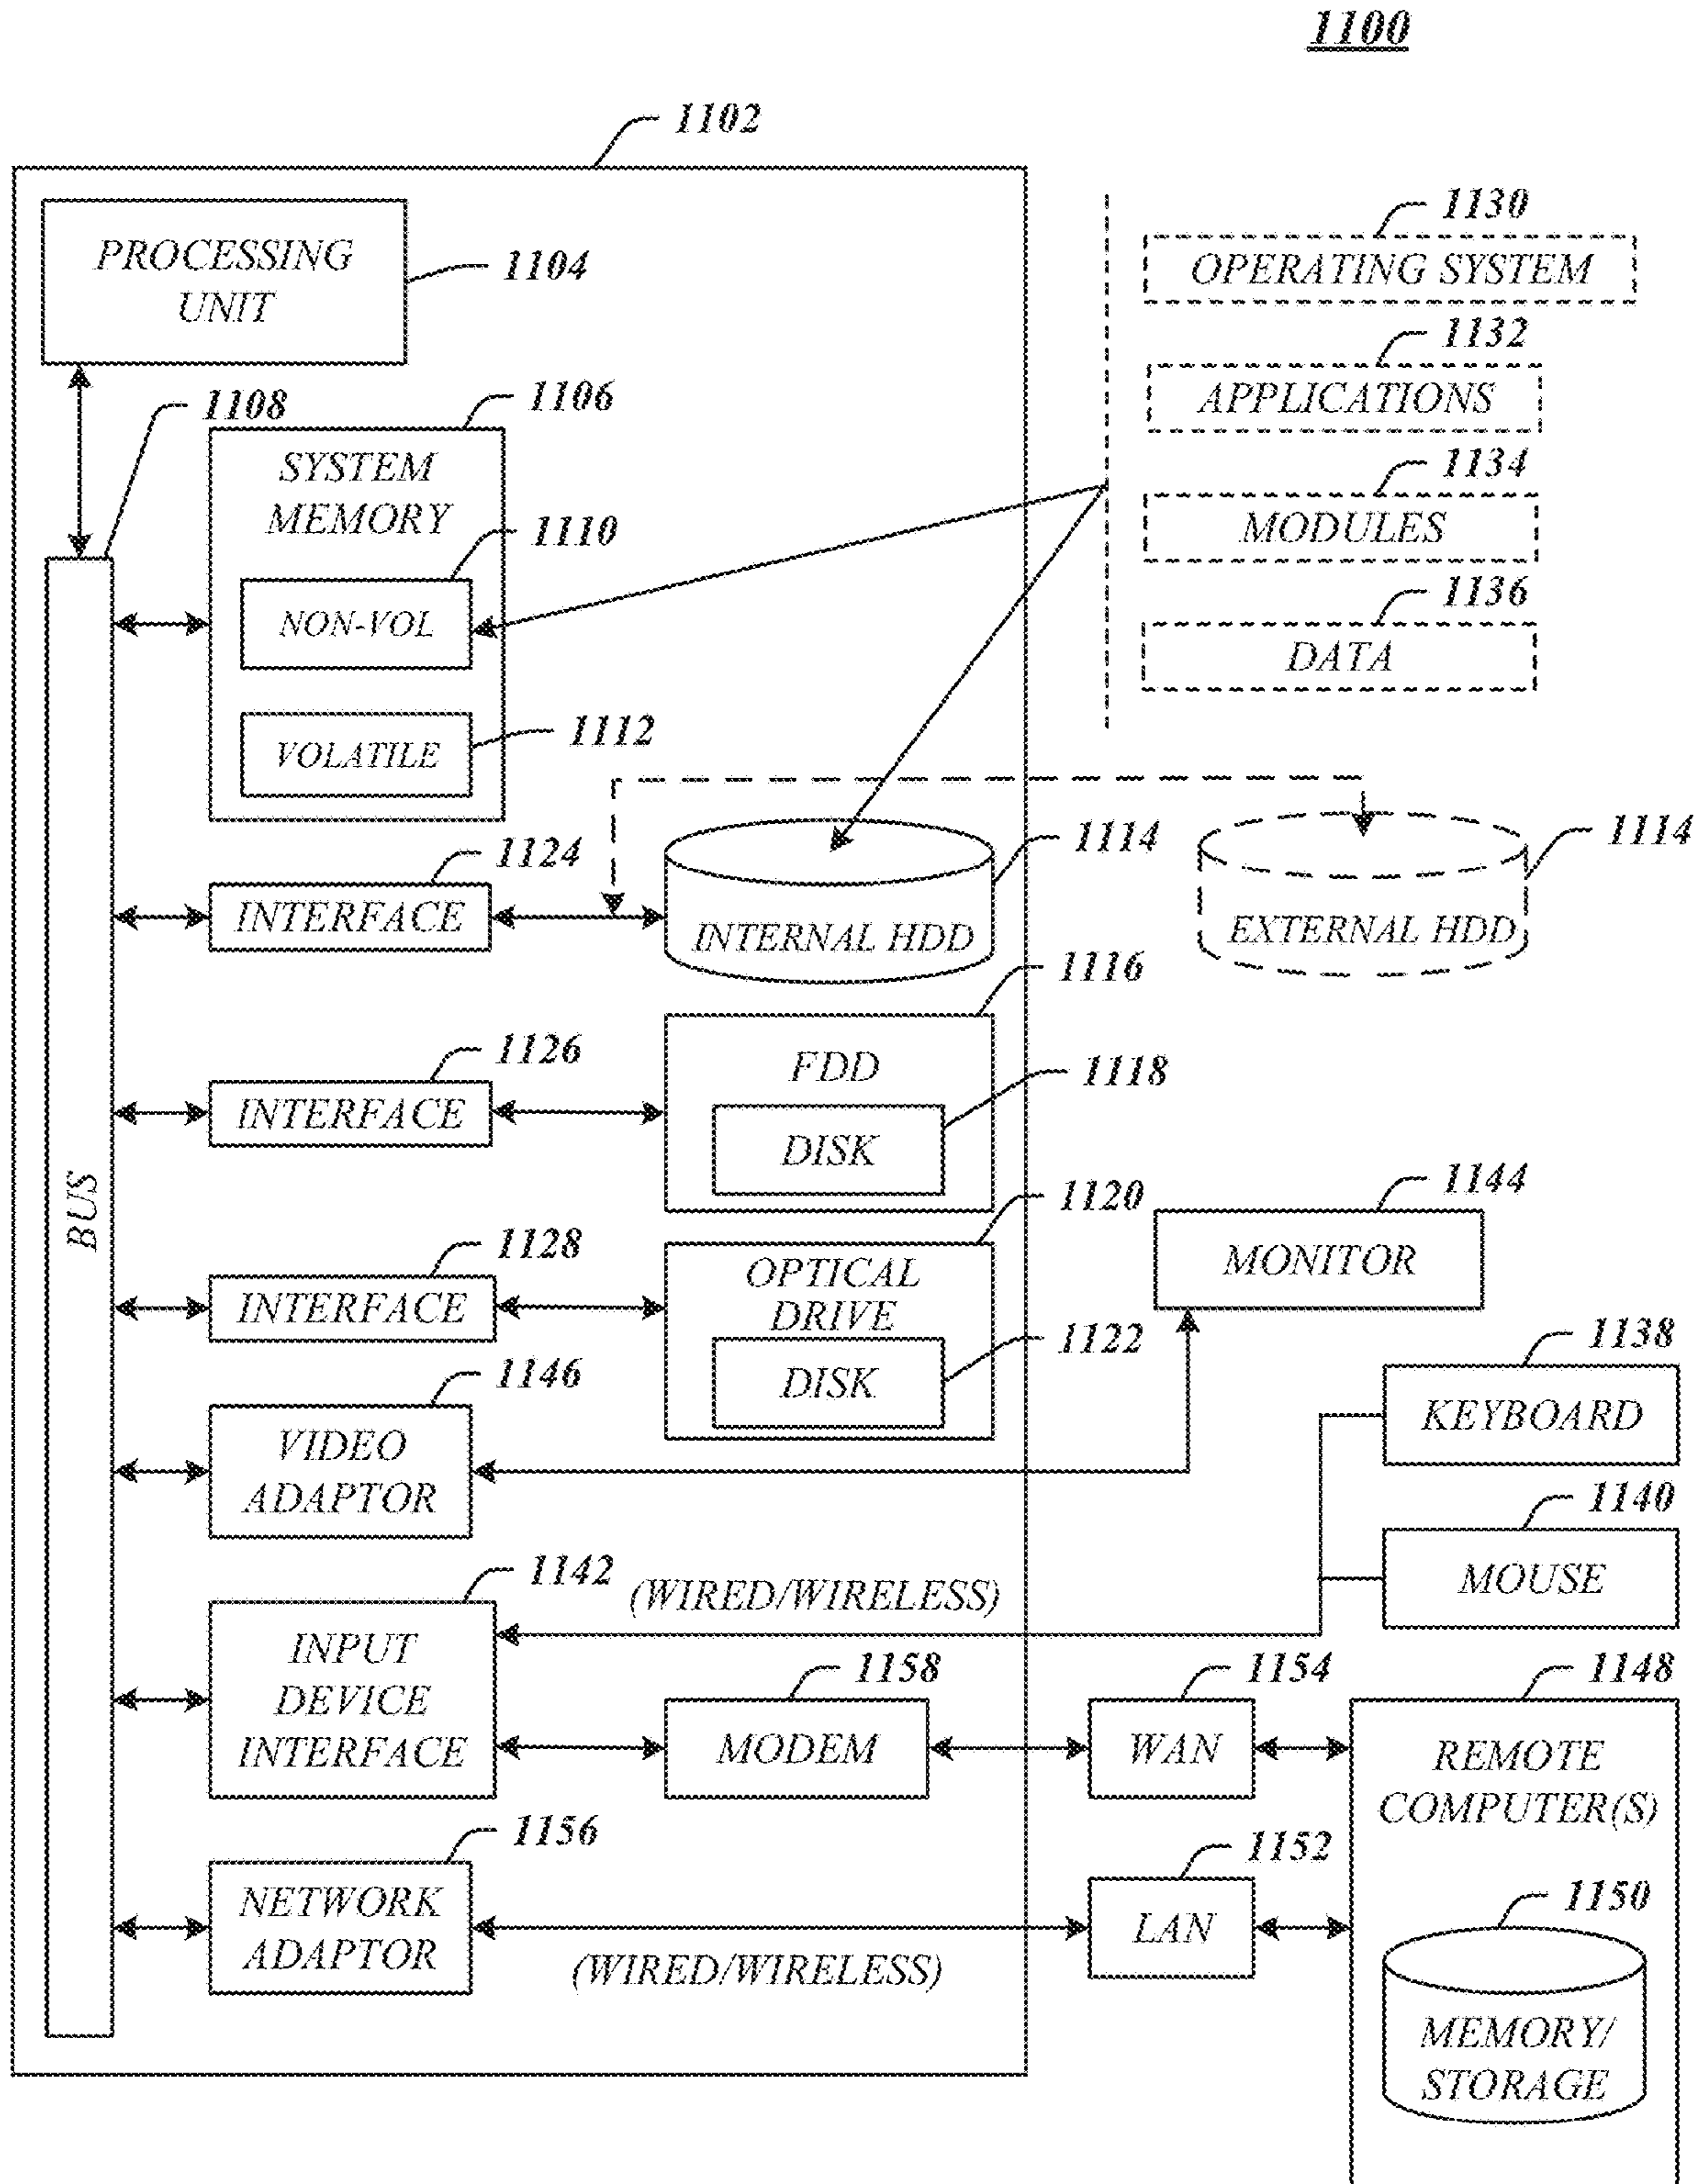 1100
1102
PROCESSING
UNIT
1104
1130
OPERATING SYSTEM
1132
APPLICATIONS
1134
MODULES
1136
DATA
1108
1106
SYSTEM
MEMORY
1110
NON-VOL
1112
VOLATILE
1124
INTERFACE
1114
INTERNAL HDD
1114
EXTERNAL HDD
1126
INTERFACE
1116
FDD
1118
DISK
BUS
1128
INTERFACE
1120
OPTICAL
DRIVE
1122
DISK
1144
MONITOR
1146
VIDEO
ADAPTOR
1138
KEYBOARD
1140
MOUSE
1142
INPUT
DEVICE
INTERFACE
(WIRED/WIRELESS)
1158
MODEM
1154
WAN
1148
REMOTE
COMPUTER(S)
1156
NETWORK
ADAPTOR
(WIRED/WIRELESS)
1152
LAN
1150
MEMORY/
STORAGE